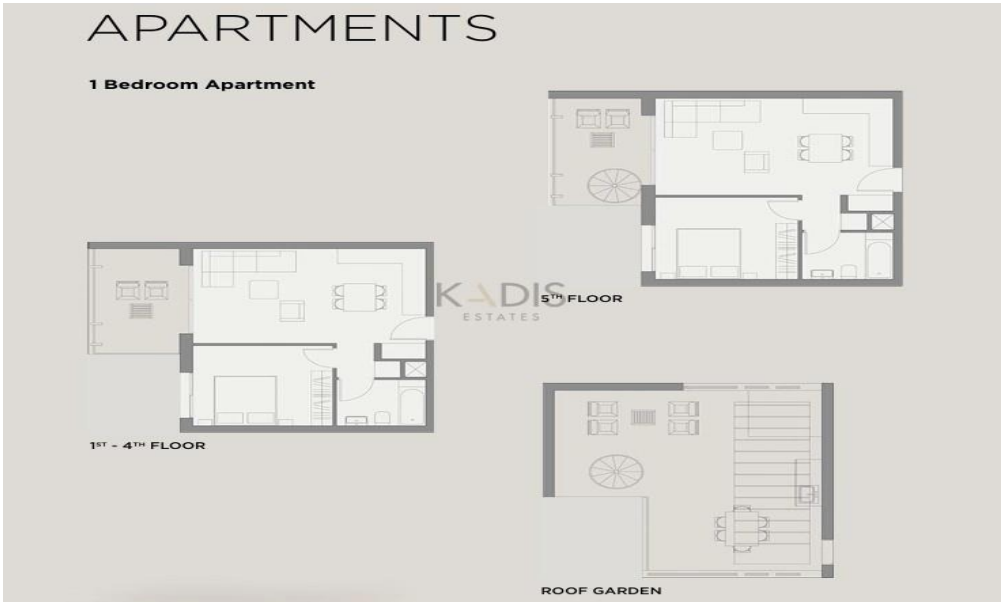 APARTMENTS
1 Bedroom Apartment
KADIS
ESTATES
5TH FLOOR
1ST - 4TH FLOOR
ROOF GARDEN